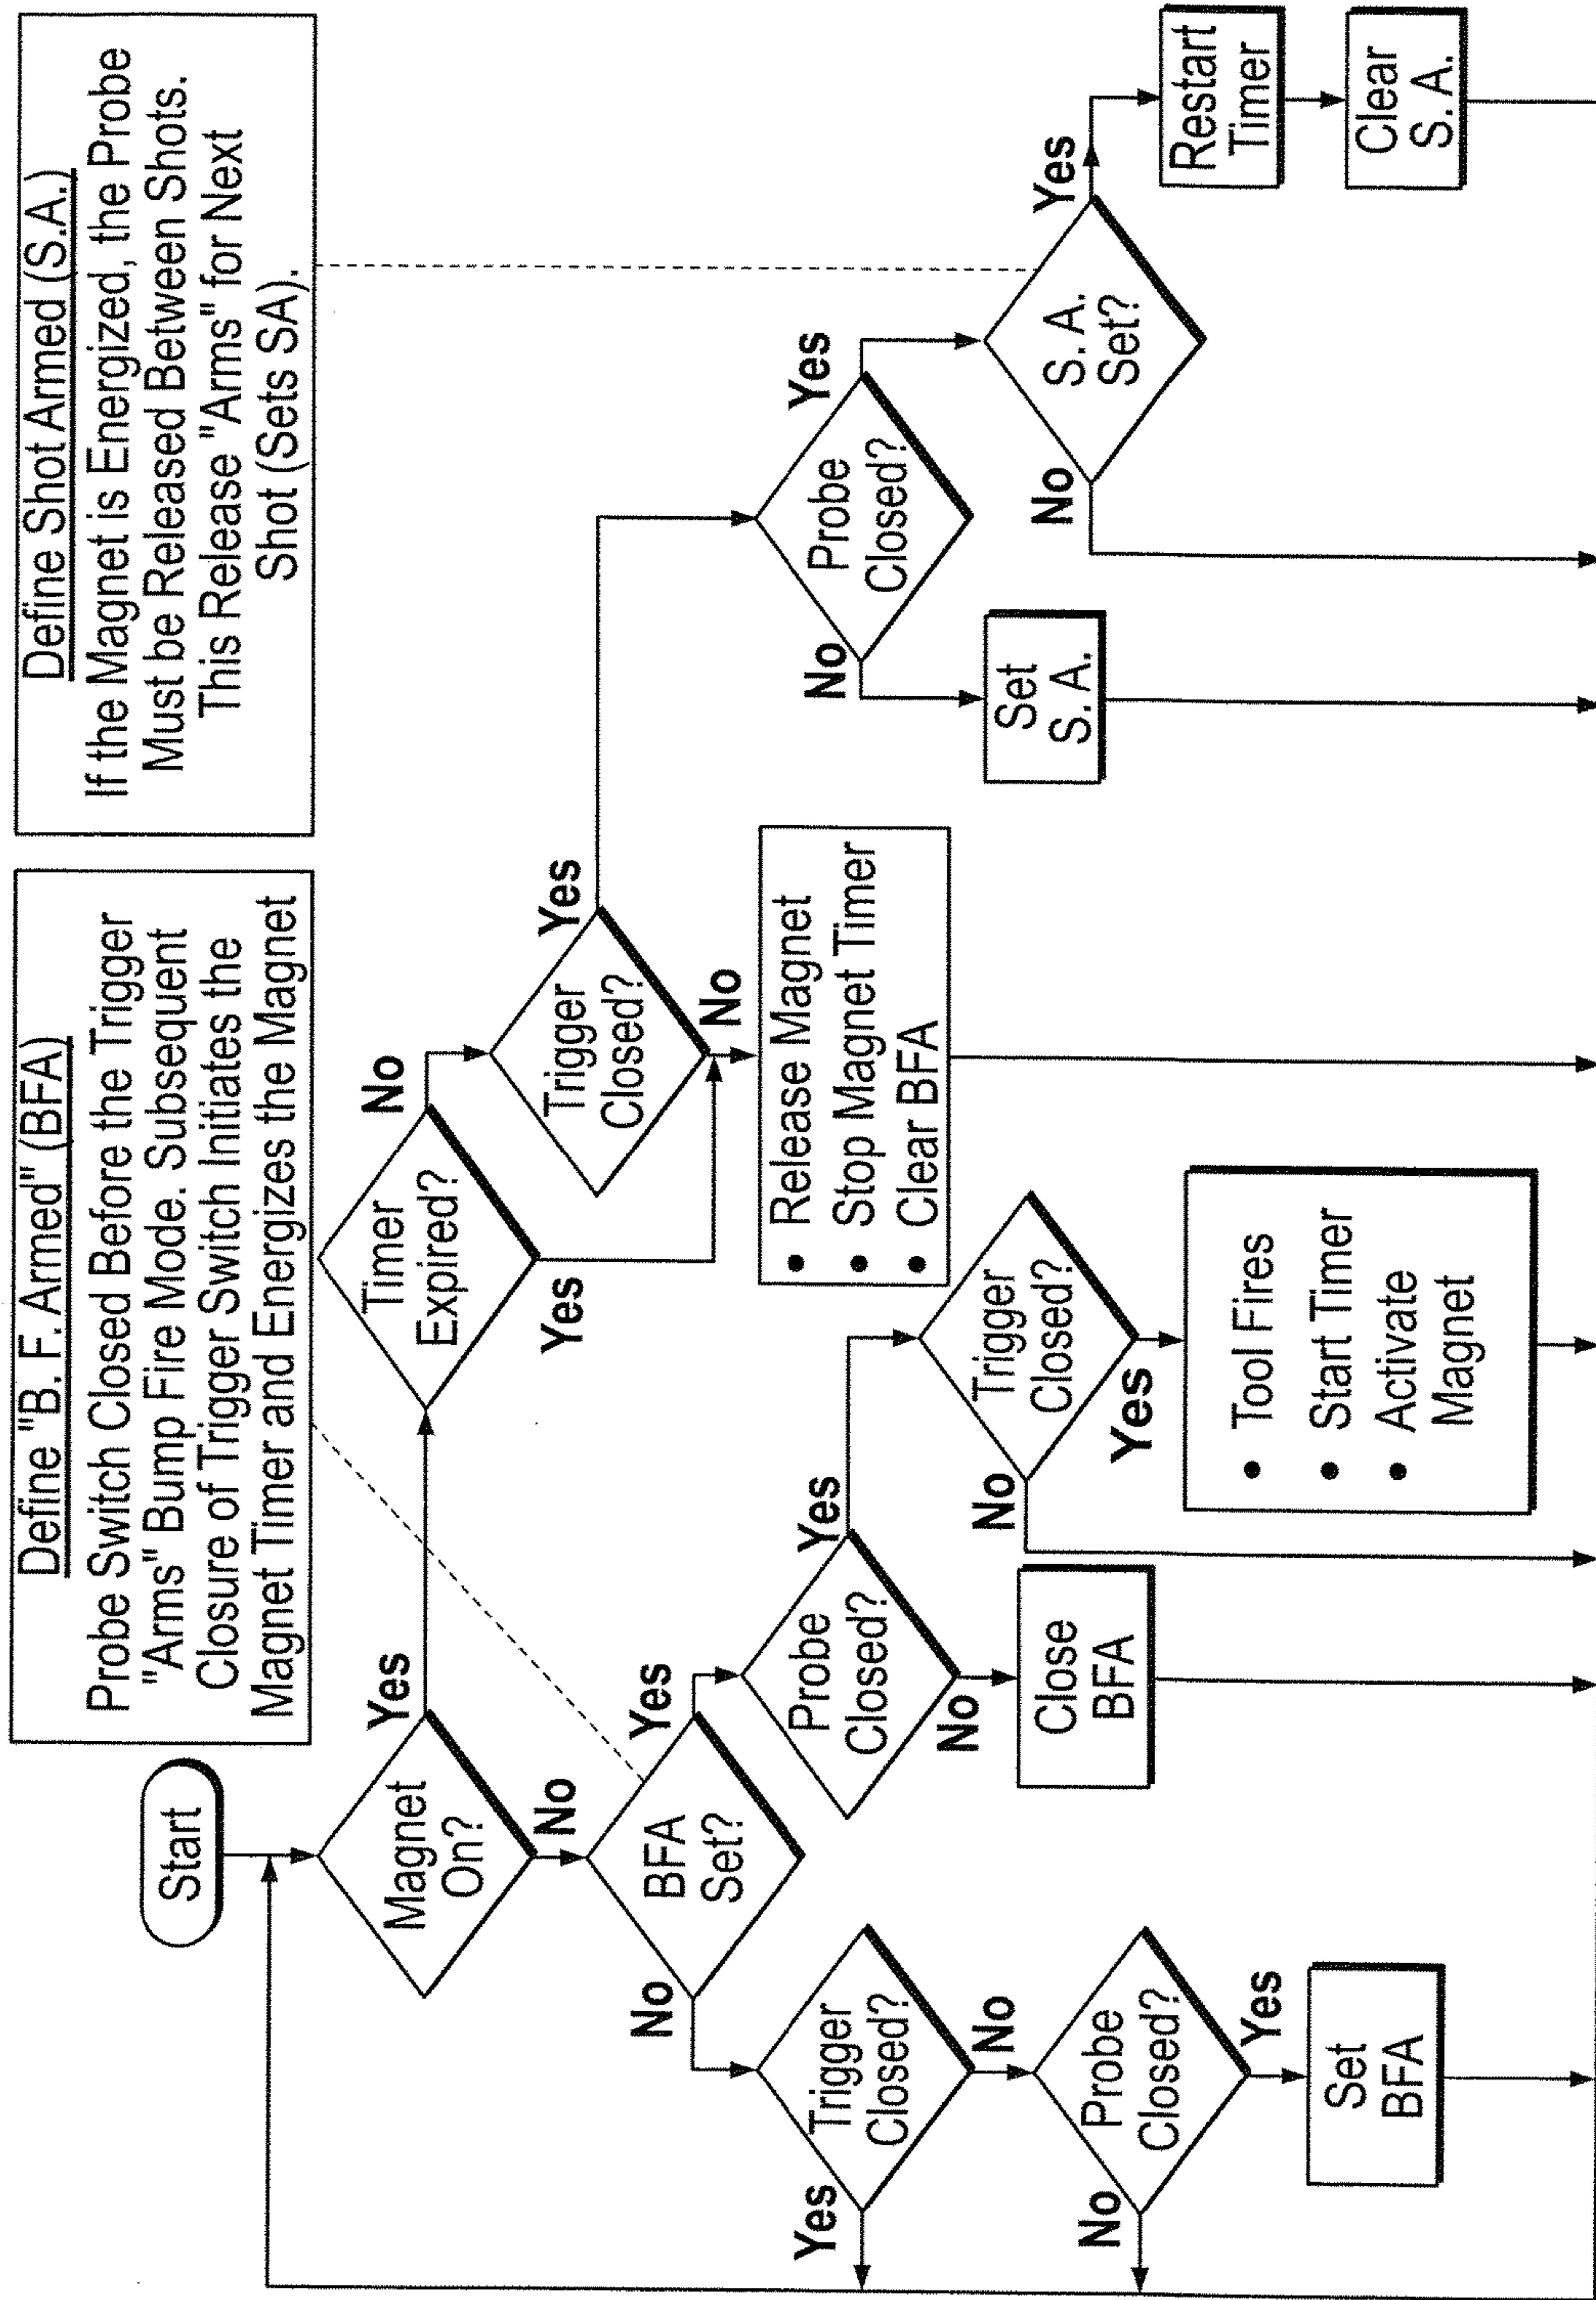 Start
Define "B. F. Armed" (BFA)
Probe Switch Closed Before the Trigger
"Arms" Bump Fire Mode. Subsequent
Closure of Trigger Switch Initiates the
Magnet Timer and Energizes the Magnet
Define Shot Armed (S.A.)
If the Magnet is Energized, the Probe
Must be Released Between Shots.
This Release "Arms" for Next
Shot (Sets SA).
Magnet
On?
Yes
No
Timer
Expired?
No
Yes
Trigger
Closed?
Yes
No
BFA
Set?
No
Yes
Trigger
Closed?
Yes
No
Probe
Closed?
No
Yes
Set
BFA
Probe
Closed?
Yes
No
Close
BFA
Trigger
Closed?
No
Yes
• Tool Fires
• Start Timer
• Activate
Magnet
• Release Magnet
• Stop Magnet Timer
• Clear BFA
Probe
Closed?
No
Yes
Set
S. A.
S. A.
Set?
No
Yes
Restart
Timer
Clear
S. A.